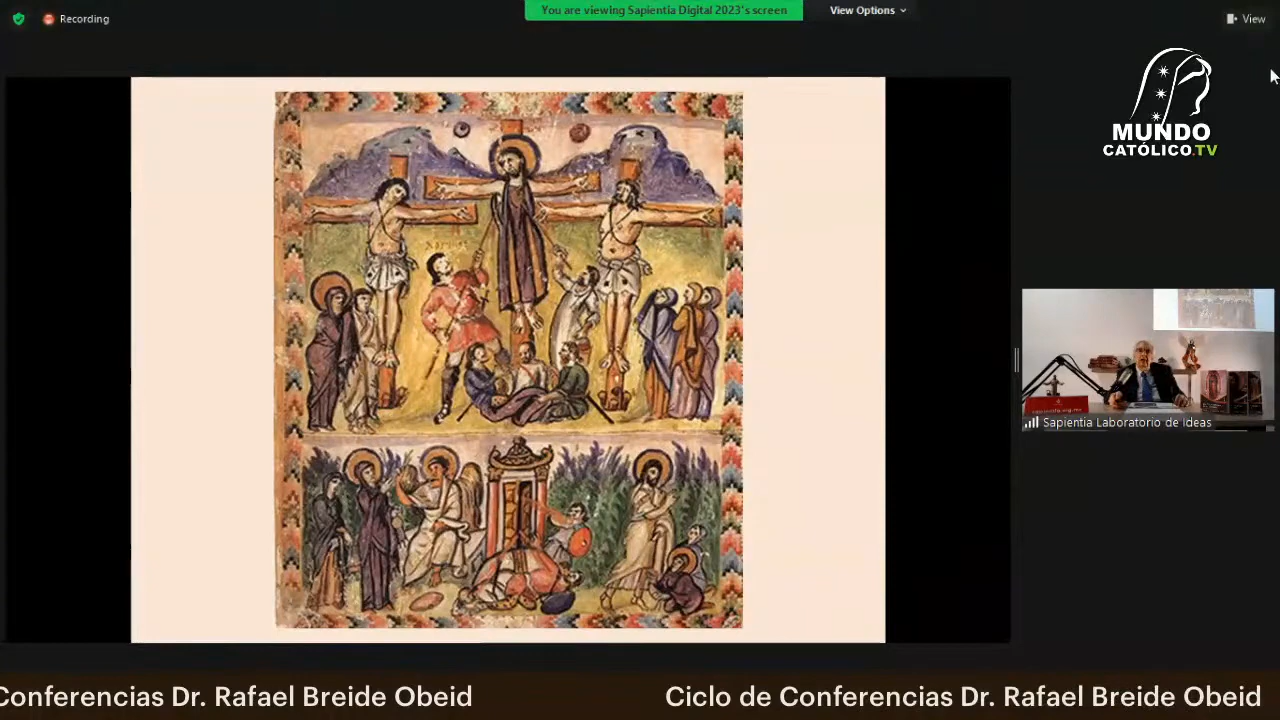 Recording
You are viewing Sapientia Digital 2023's screen
View Options
View
MUNDO
CATÓLICO.TV
Sapientia Laboratorio de ideas
Conferencias Dr. Rafael Breide Obeid
Ciclo de Conferencias Dr. Rafael Breide Obeid